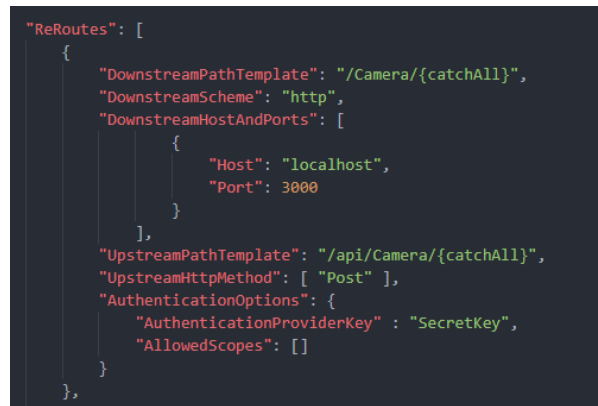 "ReRoutes": [
{
"DownstreamPathTemplate": "/Camera/{catchAll}",
"DownstreamScheme": "http",
"DownstreamHostAndPorts": [
{
"Host": "localhost",
"Port": 3000
}
],
"UpstreamPathTemplate": "/api/Camera/{catchAll}",
"UpstreamHttpMethod": [ "Post" ],
"AuthenticationOptions": {
"AuthenticationProviderKey" : "SecretKey",
"AllowedScopes": []
}
},